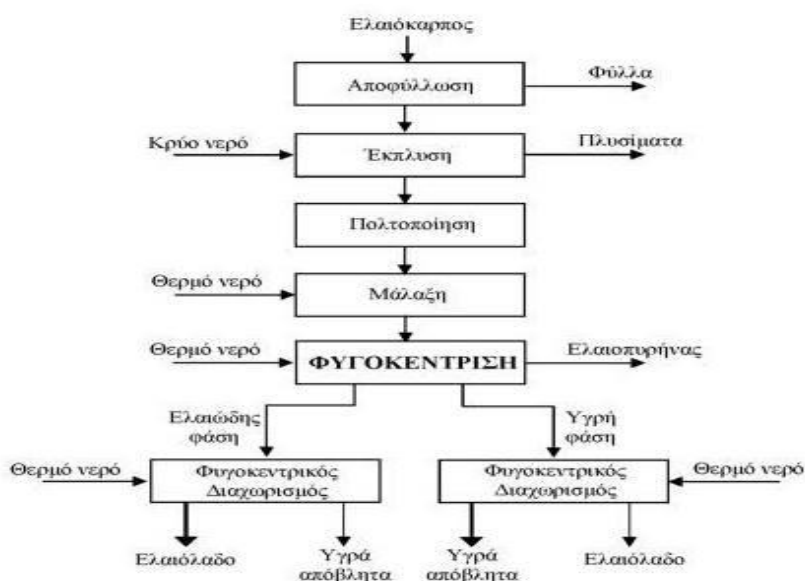 Ελαιόκαρπος
Αποφύλλωση
Φύλλα
Κρύο νερό
Έκπλυση
Πλυσίματα
Πολτοποίηση
Θερμό νερό
Μάλαξη
Θερμό νερό
ΦΥΓΟΚΕΝΤΡΙΣΗ
Ελαιοπυρήνας
Ελαιώδης
φάση
Υγρή
φάση
Θερμό νερό
Φυγοκεντρικός
Διαχωρισμός
Φυγοκεντρικός
Διαχωρισμός
Θερμό νερό
Ελαιόλαδο
Υγρά
απόβλητα
Υγρά
απόβλητα
Ελαιόλαδο